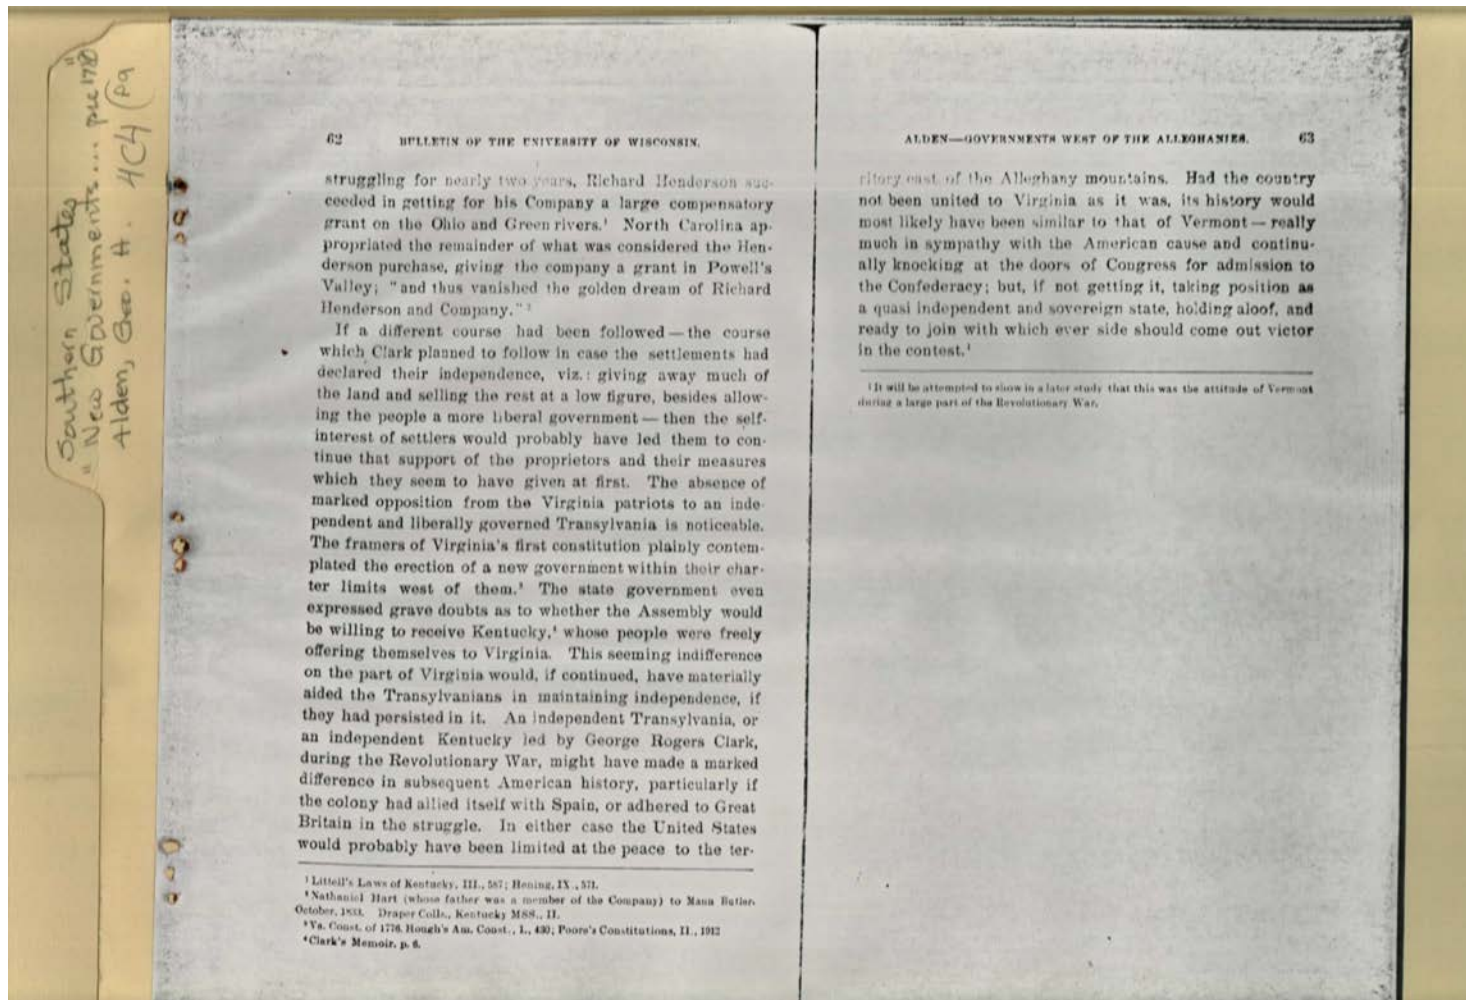 Southern States
"New Governments... pre 1780"
Alden, Geo. H. 4C4 (pg
62 BULLETIN OF THE UNIVERSITY OF WISCONSIN.
struggling for nearly two years, Richard Henderson suc-
ceeded in getting for his Company a large compensatory
grant on the Ohio and Green rivers.¹ North Carolina ap-
propriated the remainder of what was considered the Hen-
derson purchase, giving the company a grant in Powell's
Valley; "and thus vanished the golden dream of Richard
Henderson and Company."²
If a different course had been followed — the course
which Clark planned to follow in case the settlements had
declared their independence, viz.: giving away much of
the land and selling the rest at a low figure, besides allow-
ing the people a more liberal government — then the self-
interest of settlers would probably have led them to con-
tinue that support of the proprietors and their measures
which they seem to have given at first. The absence of
marked opposition from the Virginia patriots to an inde-
pendent and liberally governed Transylvania is noticeable.
The framers of Virginia's first constitution plainly contem-
plated the erection of a new government within their char-
ter limits west of them.³ The state government even
expressed grave doubts as to whether the Assembly would
be willing to receive Kentucky,⁴ whose people were freely
offering themselves to Virginia. This seeming indifference
on the part of Virginia would, if continued, have materially
aided the Transylvanians in maintaining independence, if
they had persisted in it. An independent Transylvania, or
an independent Kentucky led by George Rogers Clark,
during the Revolutionary War, might have made a marked
difference in subsequent American history, particularly if
the colony had allied itself with Spain, or adhered to Great
Britain in the struggle. In either case the United States
would probably have been limited at the peace to the ter-
¹ Littell's Laws of Kentucky, III., 587; Hening, IX., 571.
² Nathaniel Hart (whose father was a member of the Company) to Mann Butler,
October, 1833. Draper Colls., Kentucky MSS., II.
³ Va. Const. of 1776, Hough's Am. Const., I., 430; Poore's Constitutions, II., 1912
⁴ Clark's Memoir, p. 6.
ALDEN—GOVERNMENTS WEST OF THE ALLEGHANIES. 63
ritory east of the Alleghany mountains. Had the country
not been united to Virginia as it was, its history would
most likely have been similar to that of Vermont — really
much in sympathy with the American cause and continu-
ally knocking at the doors of Congress for admission to
the Confederacy; but, if not getting it, taking position as
a quasi independent and sovereign state, holding aloof, and
ready to join with which ever side should come out victor
in the contest.¹
¹ It will be attempted to show in a later study that this was the attitude of Vermont
during a large part of the Revolutionary War.